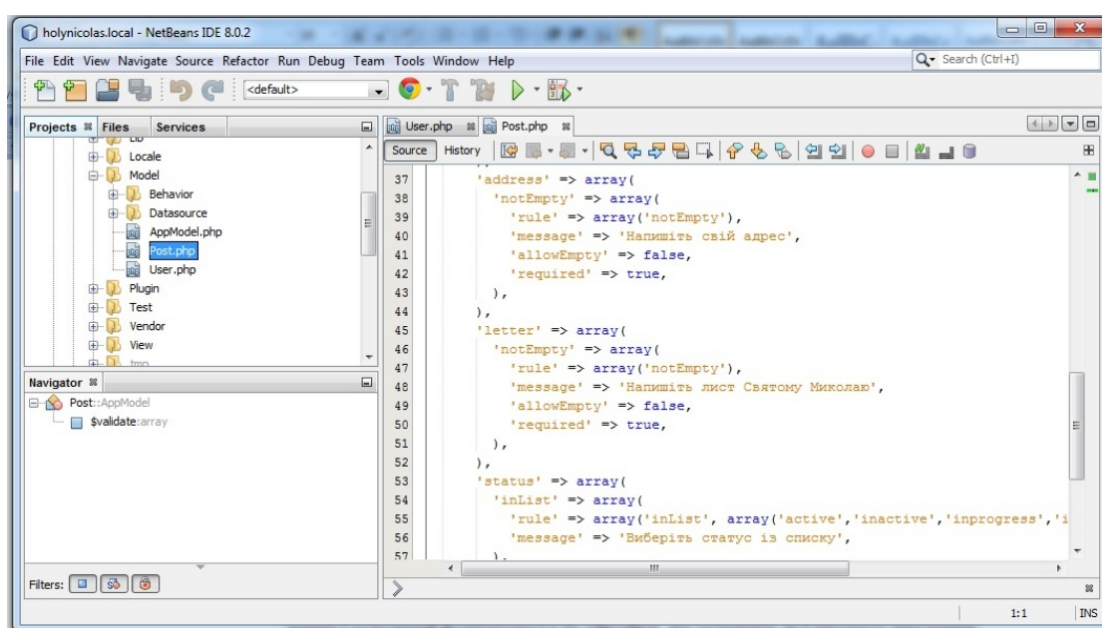 holynicolas.local - NetBeans IDE 8.0.2
File Edit View Navigate Source Refactor Run Debug Team Tools Window Help
Search (Ctrl+I)
<default>
Projects Files Services
Lib
Locale
Model
Behavior
Datasource
AppModel.php
Post.php
User.php
Plugin
Test
Vendor
View
tmp
Navigator
Post::AppModel
$validate:array
Filters:
User.php Post.php
Source History
37 'address' => array(
38 'notEmpty' => array(
39 'rule' => array('notEmpty'),
40 'message' => 'Напишіть свій адрес',
41 'allowEmpty' => false,
42 'required' => true,
43 ),
44 ),
45 'letter' => array(
46 'notEmpty' => array(
47 'rule' => array('notEmpty'),
48 'message' => 'Напишіть лист Святому Миколаю',
49 'allowEmpty' => false,
50 'required' => true,
51 ),
52 ),
53 'status' => array(
54 'inList' => array(
55 'rule' => array('inList', array('active','inactive','inprogress','i
56 'message' => 'Виберіть статус із списку',
57 ),
1:1 INS